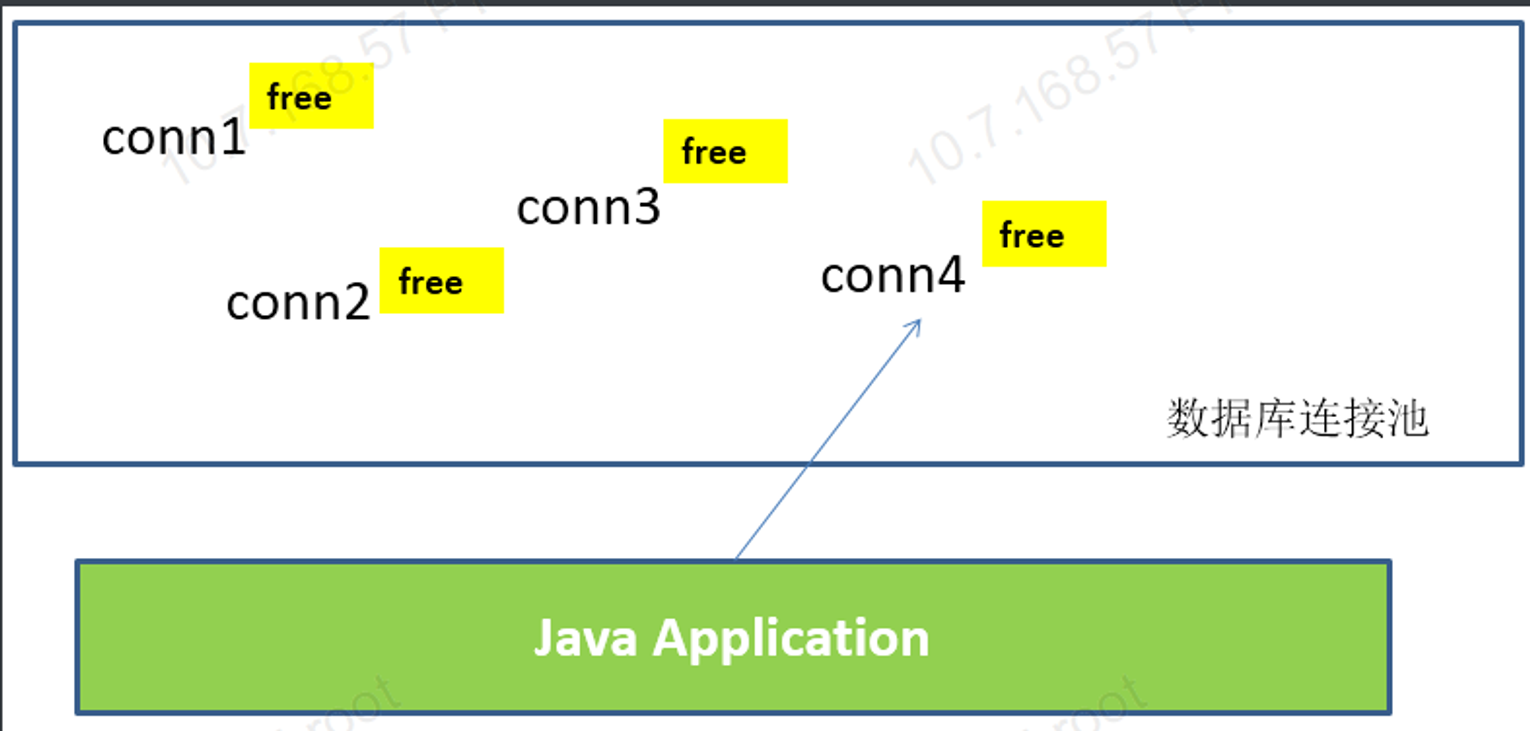 free
conn1
free
conn3
free
conn4
free
conn2
数据库连接池
Java Application
10.7.168.57
10.7.168.57
root
root